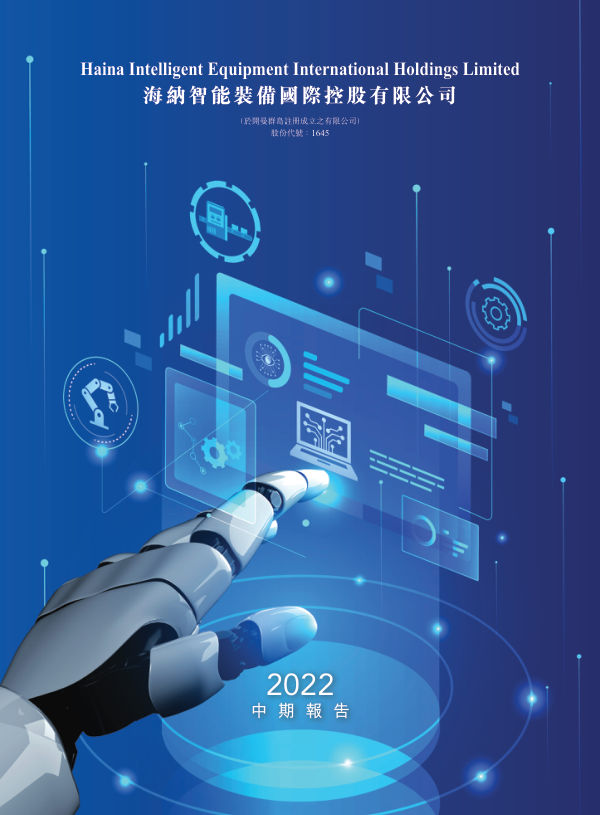 Haina Intelligent Equipment International Holdings Limited
海納智能裝備國際控股有限公司
(於開曼群島註冊成立之有限公司)
股份代號：1645
2022
中期報告